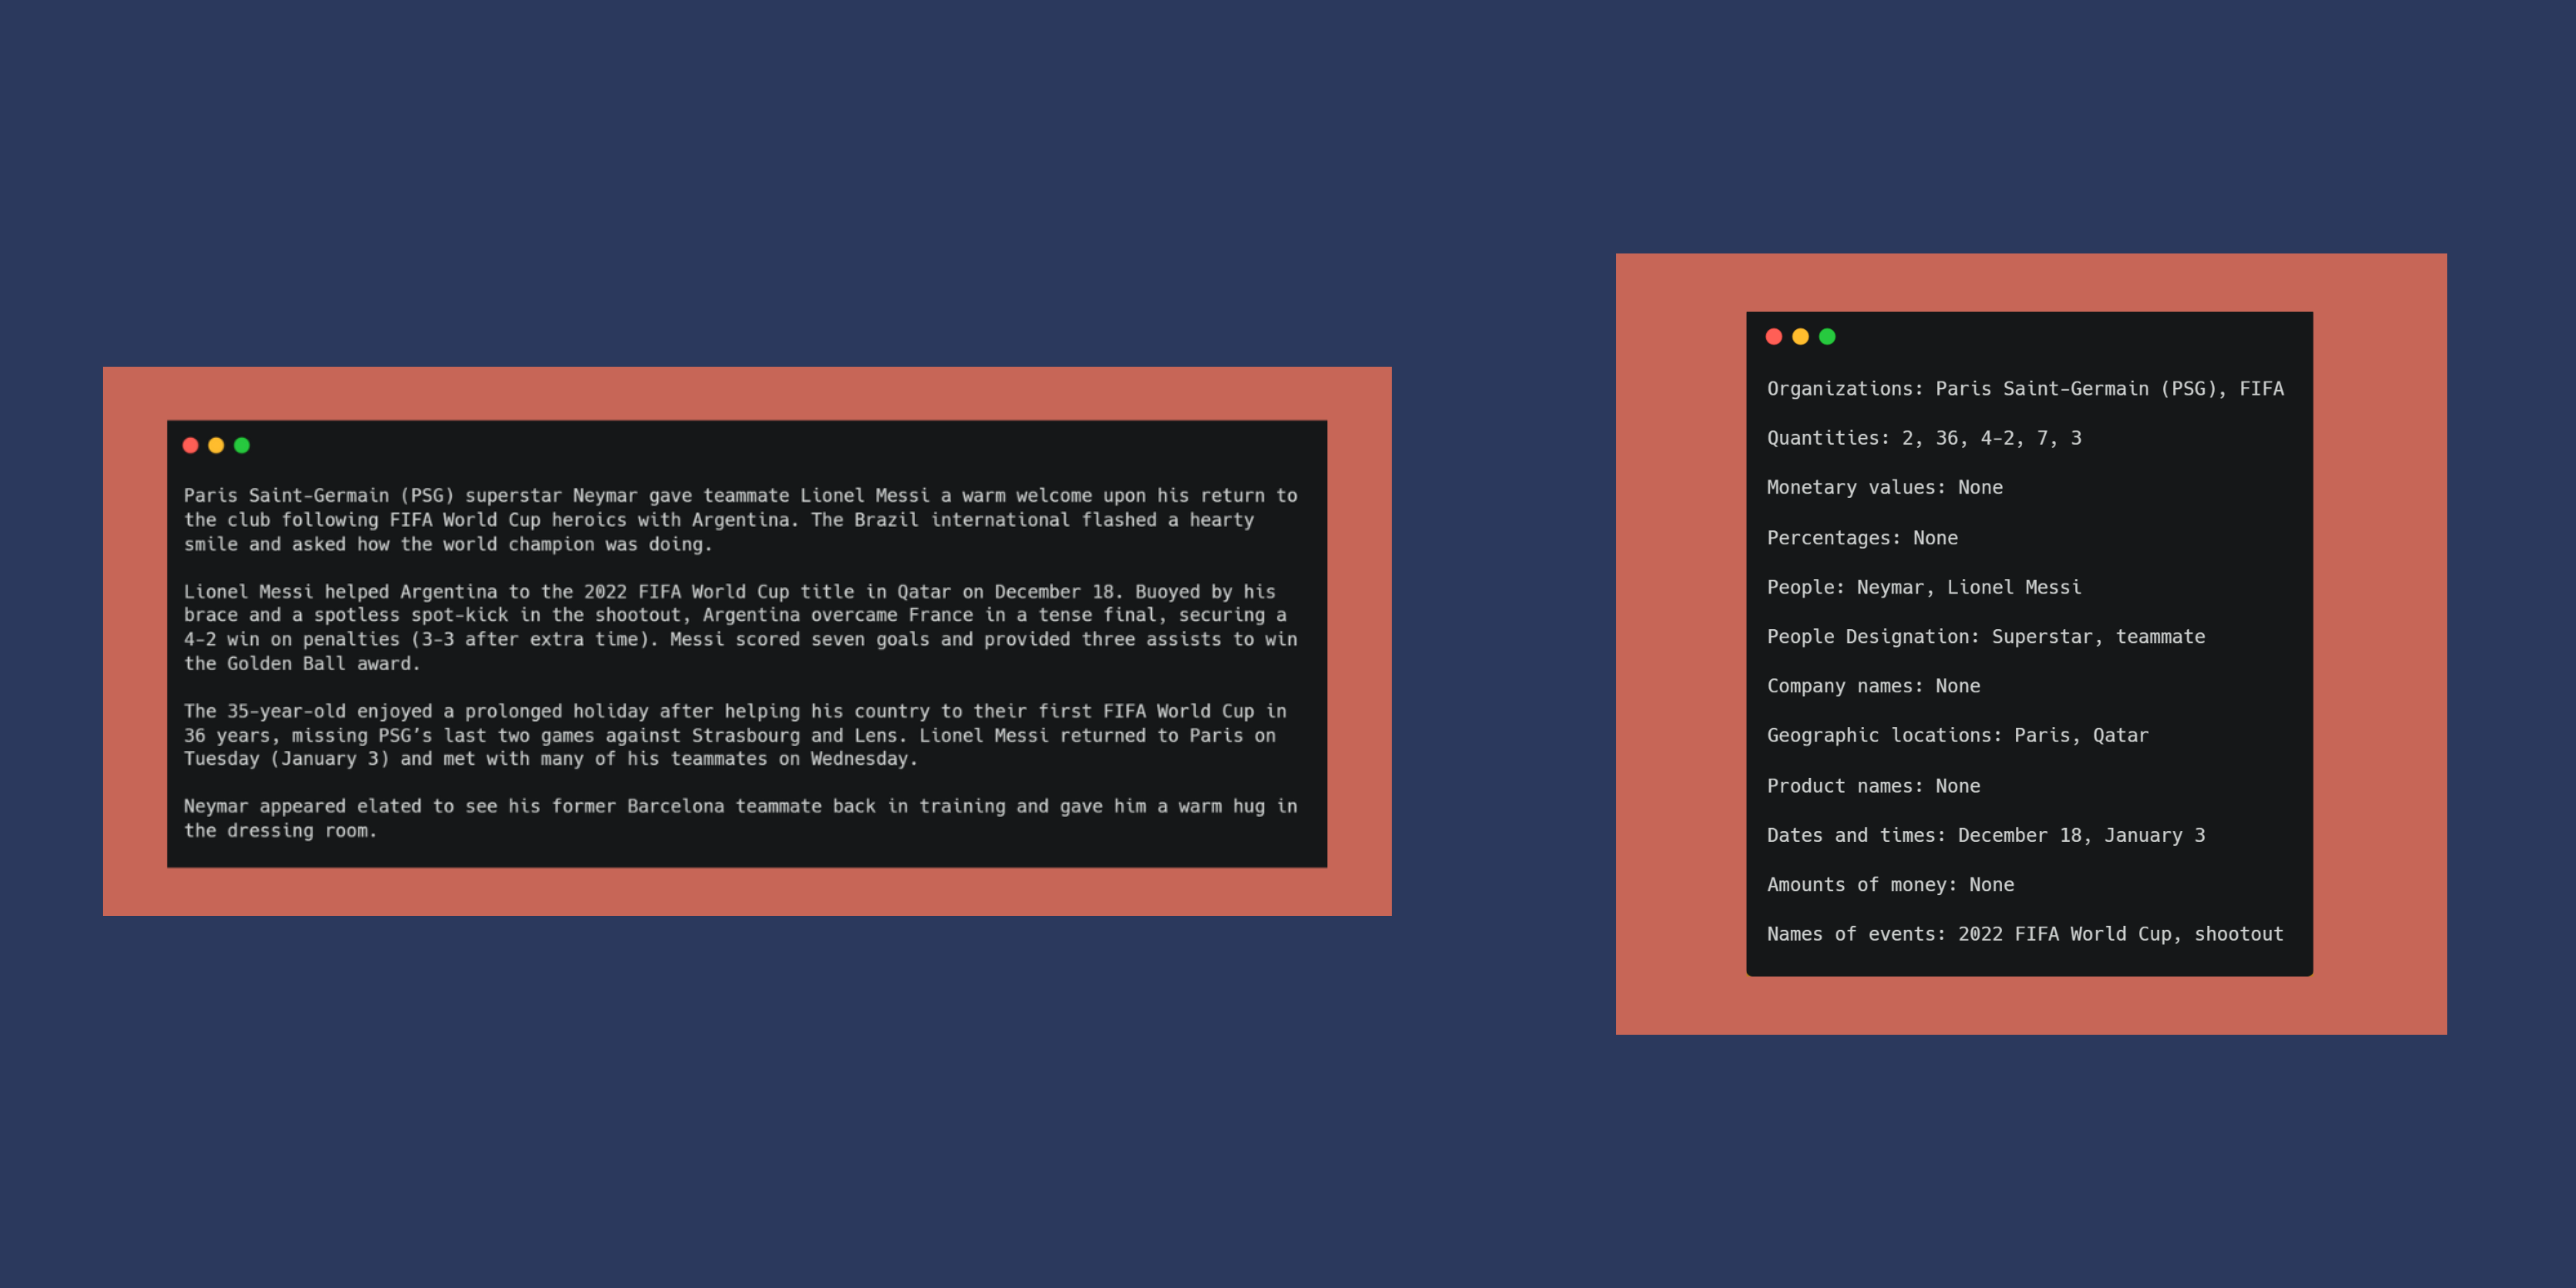 Paris Saint-Germain (PSG) superstar Neymar gave teammate Lionel Messi a warm welcome upon his return to
the club following FIFA World Cup heroics with Argentina. The Brazil international flashed a hearty
smile and asked how the world champion was doing.
Lionel Messi helped Argentina to the 2022 FIFA World Cup title in Qatar on December 18. Buoyed by his
brace and a spotless spot-kick in the shootout, Argentina overcame France in a tense final, securing a
4-2 win on penalties (3-3 after extra time). Messi scored seven goals and provided three assists to win
the Golden Ball award.
The 35-year-old enjoyed a prolonged holiday after helping his country to their first FIFA World Cup in
36 years, missing PSG’s last two games against Strasbourg and Lens. Lionel Messi returned to Paris on
Tuesday (January 3) and met with many of his teammates on Wednesday.
Neymar appeared elated to see his former Barcelona teammate back in training and gave him a warm hug in
the dressing room.
Organizations: Paris Saint-Germain (PSG), FIFA
Quantities: 2, 36, 4-2, 7, 3
Monetary values: None
Percentages: None
People: Neymar, Lionel Messi
People Designation: Superstar, teammate
Company names: None
Geographic locations: Paris, Qatar
Product names: None
Dates and times: December 18, January 3
Amounts of money: None
Names of events: 2022 FIFA World Cup, shootout